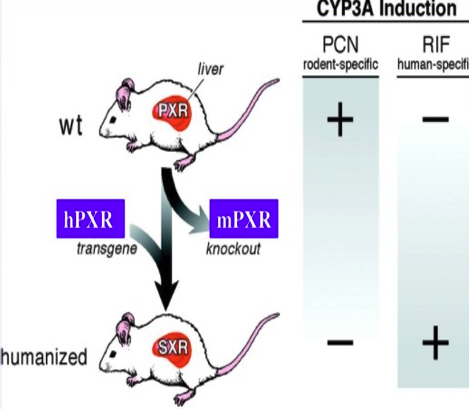 CYP3A Induction
PCN
rodent-specific
RIF
human-specific
liver
PXR
wt
+
–
hPXR
mPXR
transgene
knockout
SXR
humanized
–
+